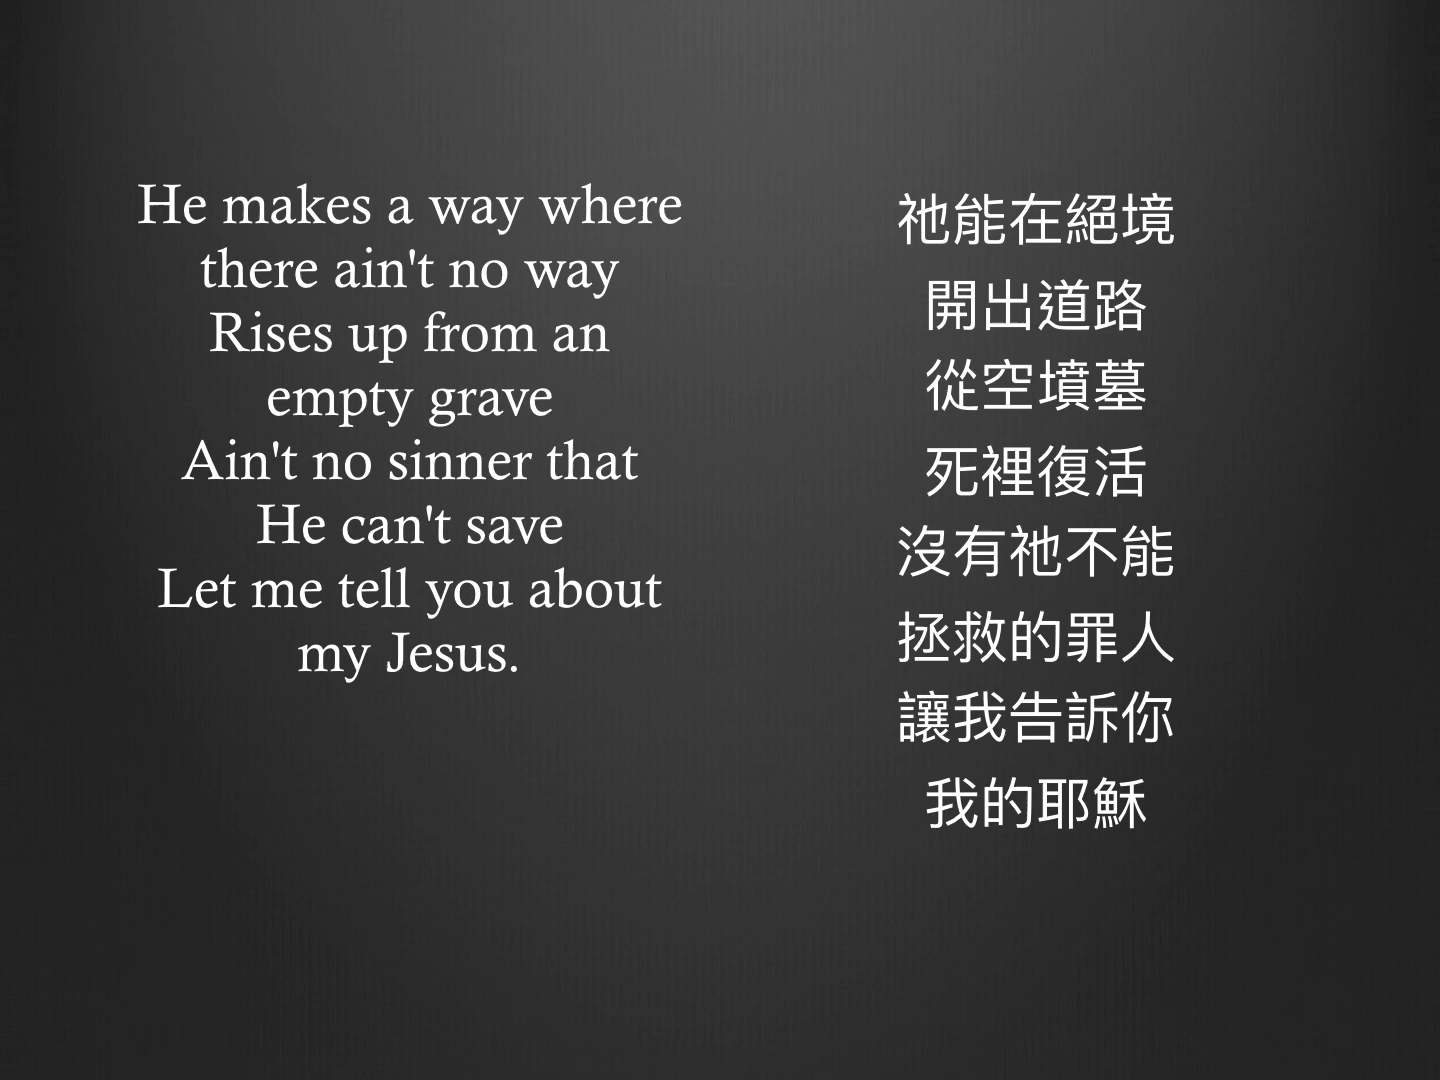 He makes a way where
there ain't no way
Rises up from an
empty grave
Ain't no sinner that
He can't save
Let me tell you about
my Jesus.
祂能在絕境
開出道路
從空墳墓
死裡復活
沒有祂不能
拯救的罪人
讓我告訴你
我的耶穌